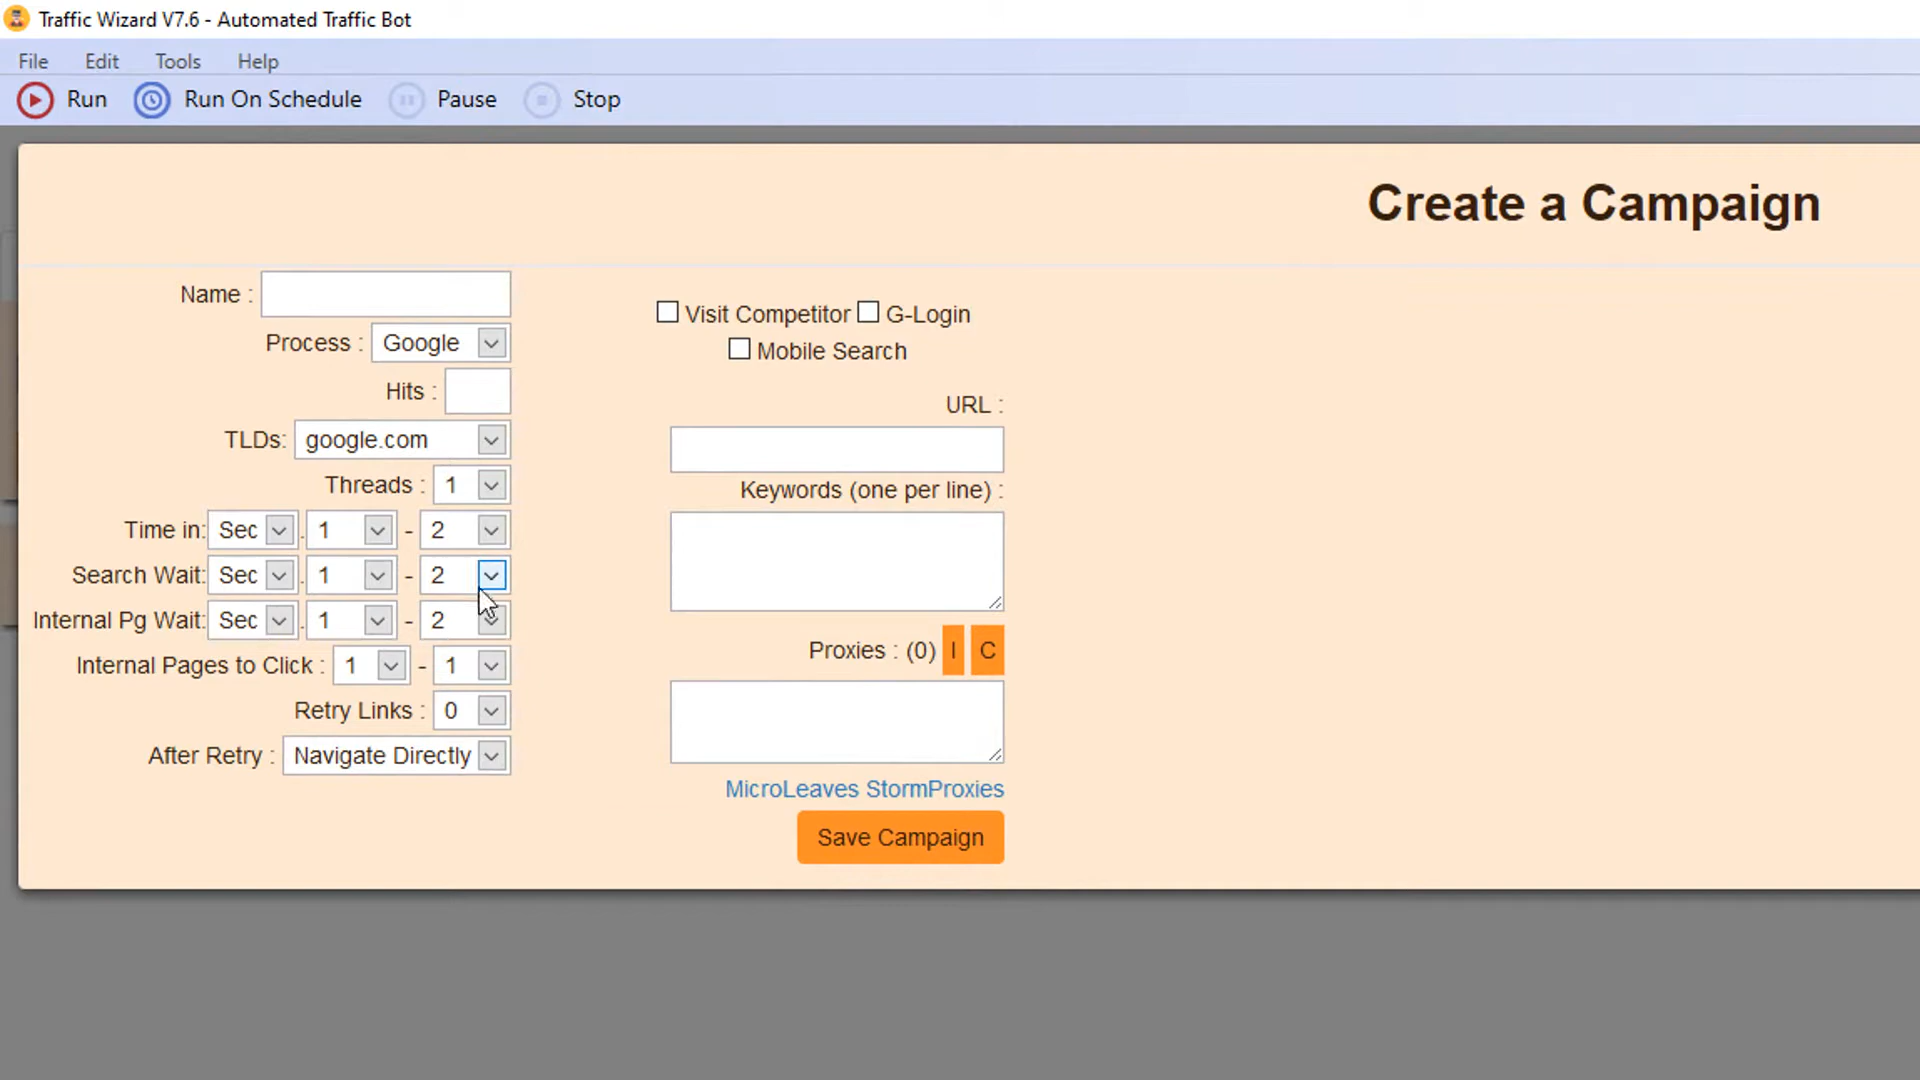 Traffic Wizard V7.6 - Automated Traffic Bot
File Edit Tools Help
Run Run On Schedule Pause Stop
Create a Campaign
Name :
Process : Google
Hits :
TLDs: google.com
Threads : 1
Time in: Sec . 1 - 2
Search Wait: Sec . 1 - 2
Internal Pg Wait: Sec . 1 - 2
Internal Pages to Click : 1 - 1
Retry Links : 0
After Retry : Navigate Directly
Visit Competitor G-Login
Mobile Search
URL :
Keywords (one per line) :
Proxies : (0) I C
MicroLeaves StormProxies
Save Campaign